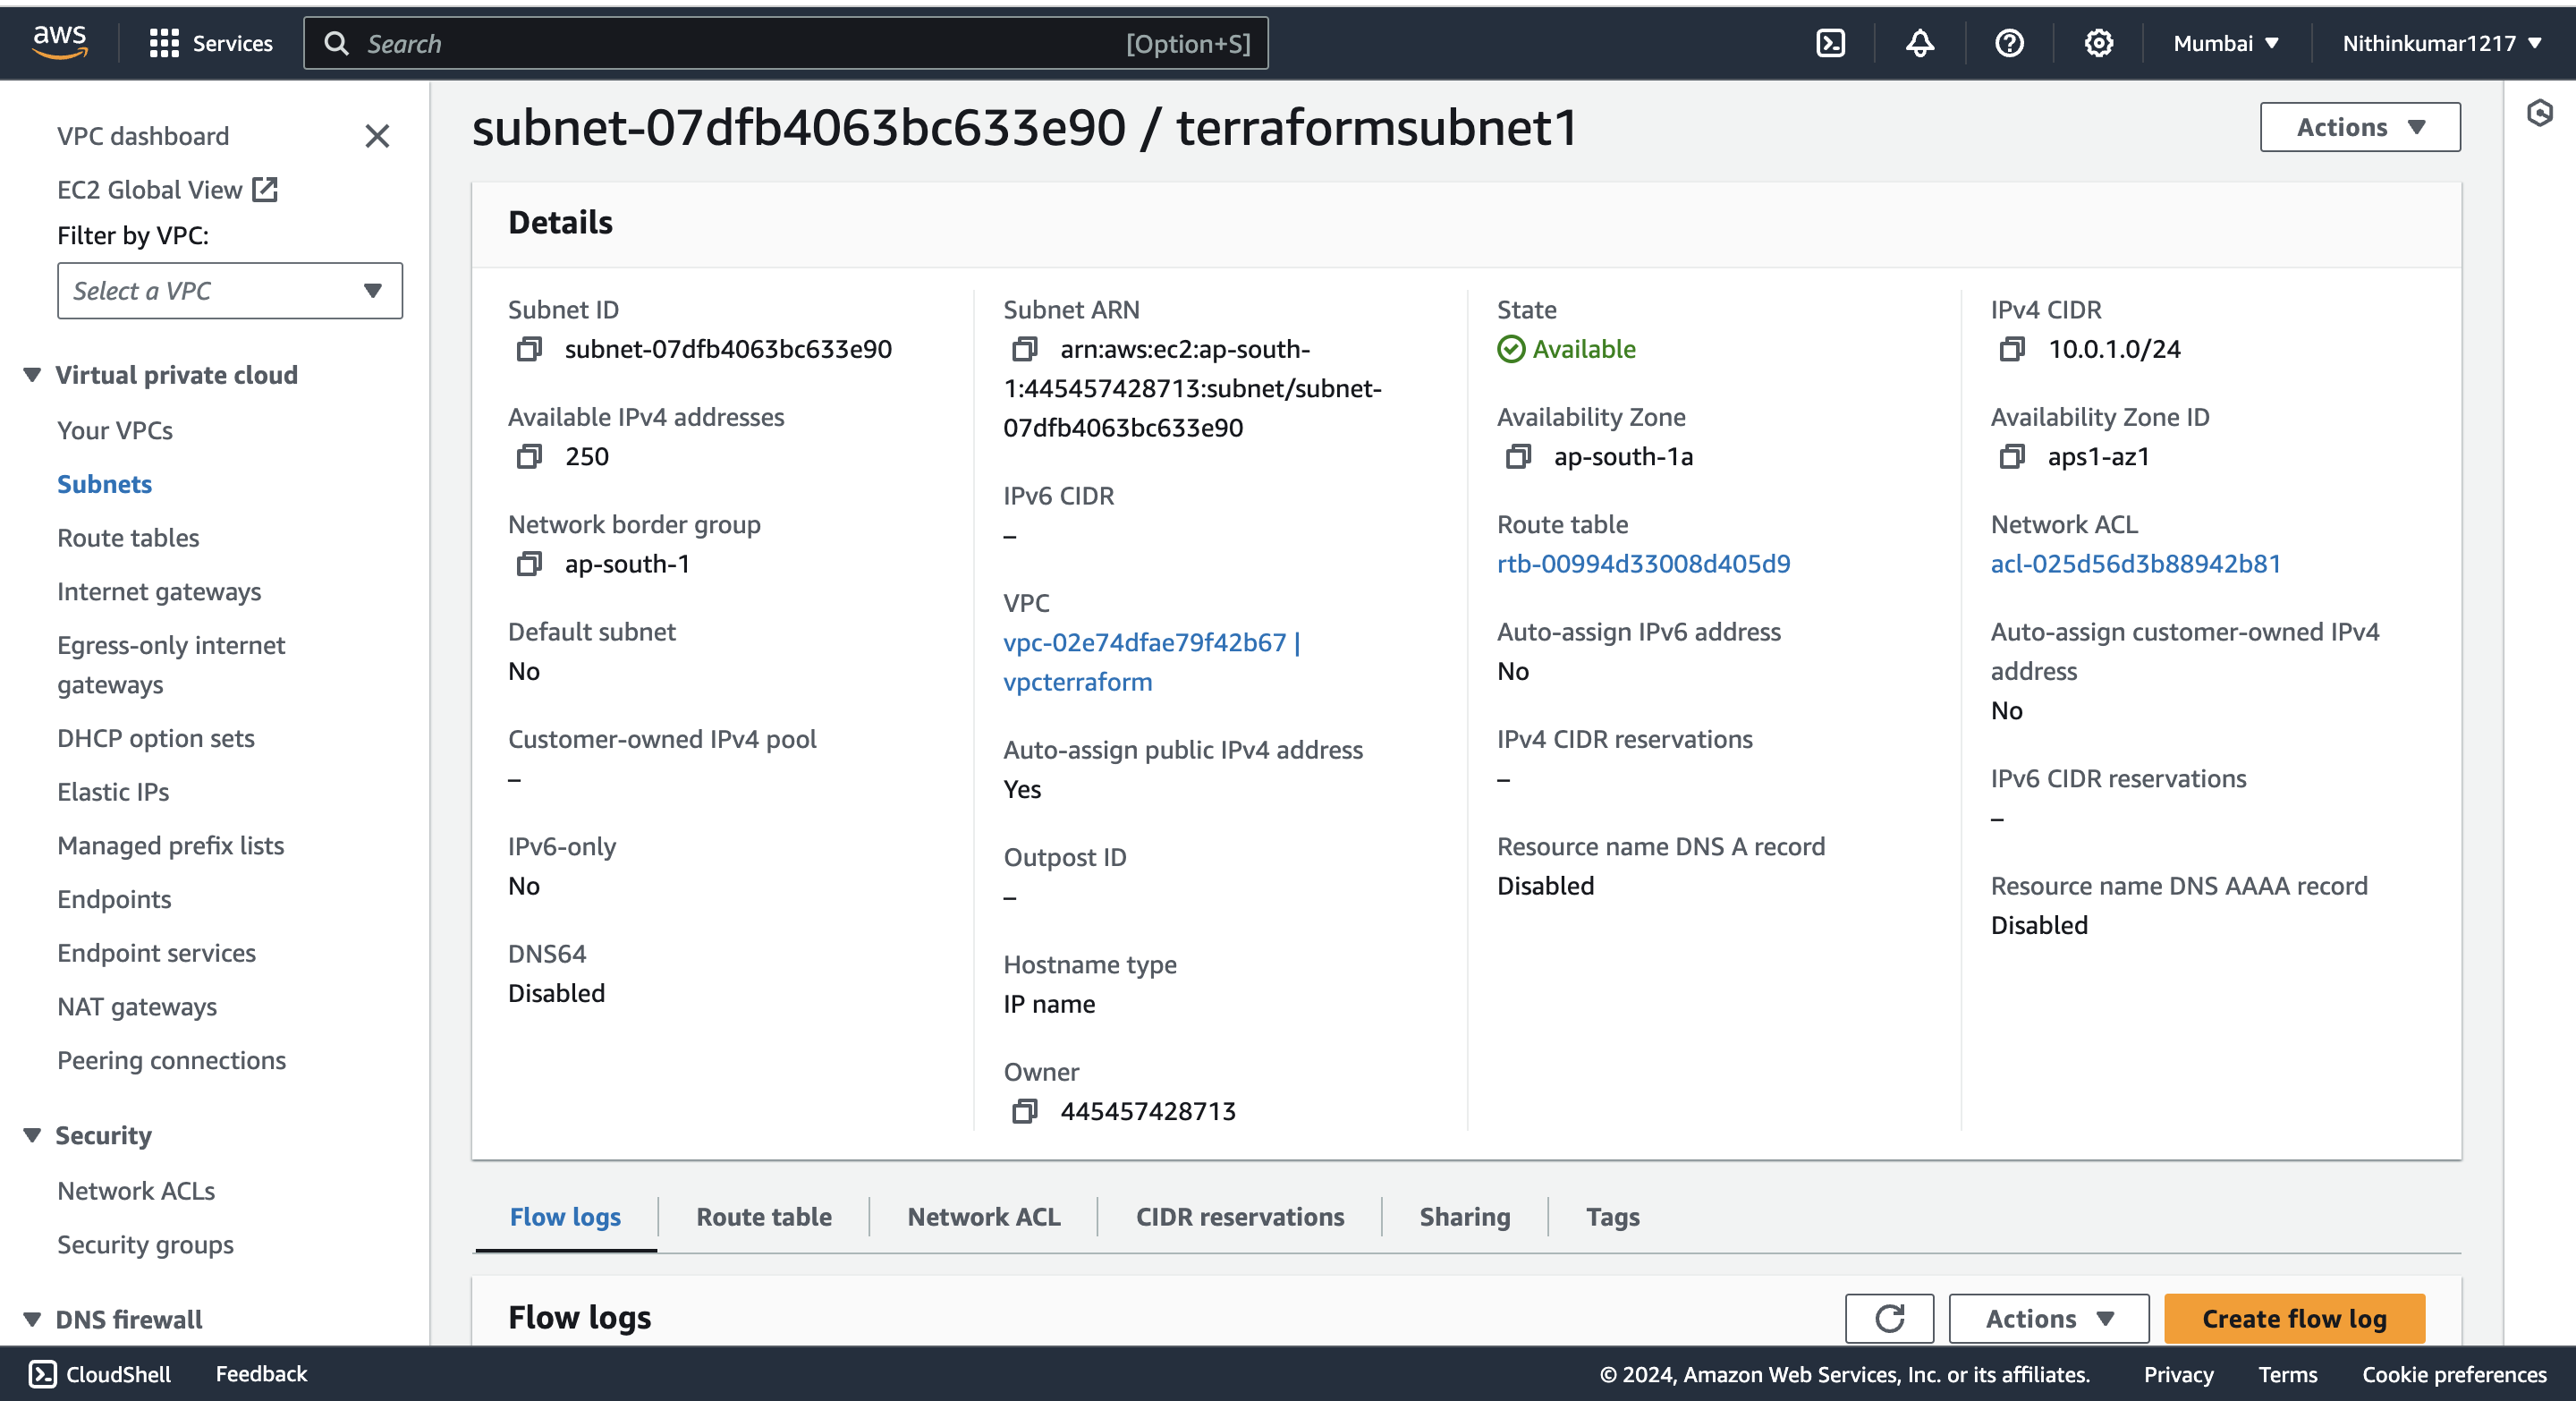 aws
Services
Search
[Option+S]
Mumbai
Nithinkumar1217
VPC dashboard
EC2 Global View
Filter by VPC:
Select a VPC
Virtual private cloud
Your VPCs
Subnets
Route tables
Internet gateways
Egress-only internet
gateways
DHCP option sets
Elastic IPs
Managed prefix lists
Endpoints
Endpoint services
NAT gateways
Peering connections
Security
Network ACLs
Security groups
DNS firewall
subnet-07dfb4063bc633e90 / terraformsubnet1
Actions
Details
Subnet ID
subnet-07dfb4063bc633e90
Available IPv4 addresses
250
Network border group
ap-south-1
Default subnet
No
Customer-owned IPv4 pool
–
IPv6-only
No
DNS64
Disabled
Subnet ARN
arn:aws:ec2:ap-south-
1:445457428713:subnet/subnet-
07dfb4063bc633e90
IPv6 CIDR
–
VPC
vpc-02e74dfae79f42b67 |
vpcterraform
Auto-assign public IPv4 address
Yes
Outpost ID
–
Hostname type
IP name
Owner
445457428713
State
Available
Availability Zone
ap-south-1a
Route table
rtb-00994d33008d405d9
Auto-assign IPv6 address
No
IPv4 CIDR reservations
–
Resource name DNS A record
Disabled
IPv4 CIDR
10.0.1.0/24
Availability Zone ID
aps1-az1
Network ACL
acl-025d56d3b88942b81
Auto-assign customer-owned IPv4
address
No
IPv6 CIDR reservations
–
Resource name DNS AAAA record
Disabled
Flow logs
Route table
Network ACL
CIDR reservations
Sharing
Tags
Flow logs
Actions
Create flow log
CloudShell
Feedback
© 2024, Amazon Web Services, Inc. or its affiliates.
Privacy
Terms
Cookie preferences